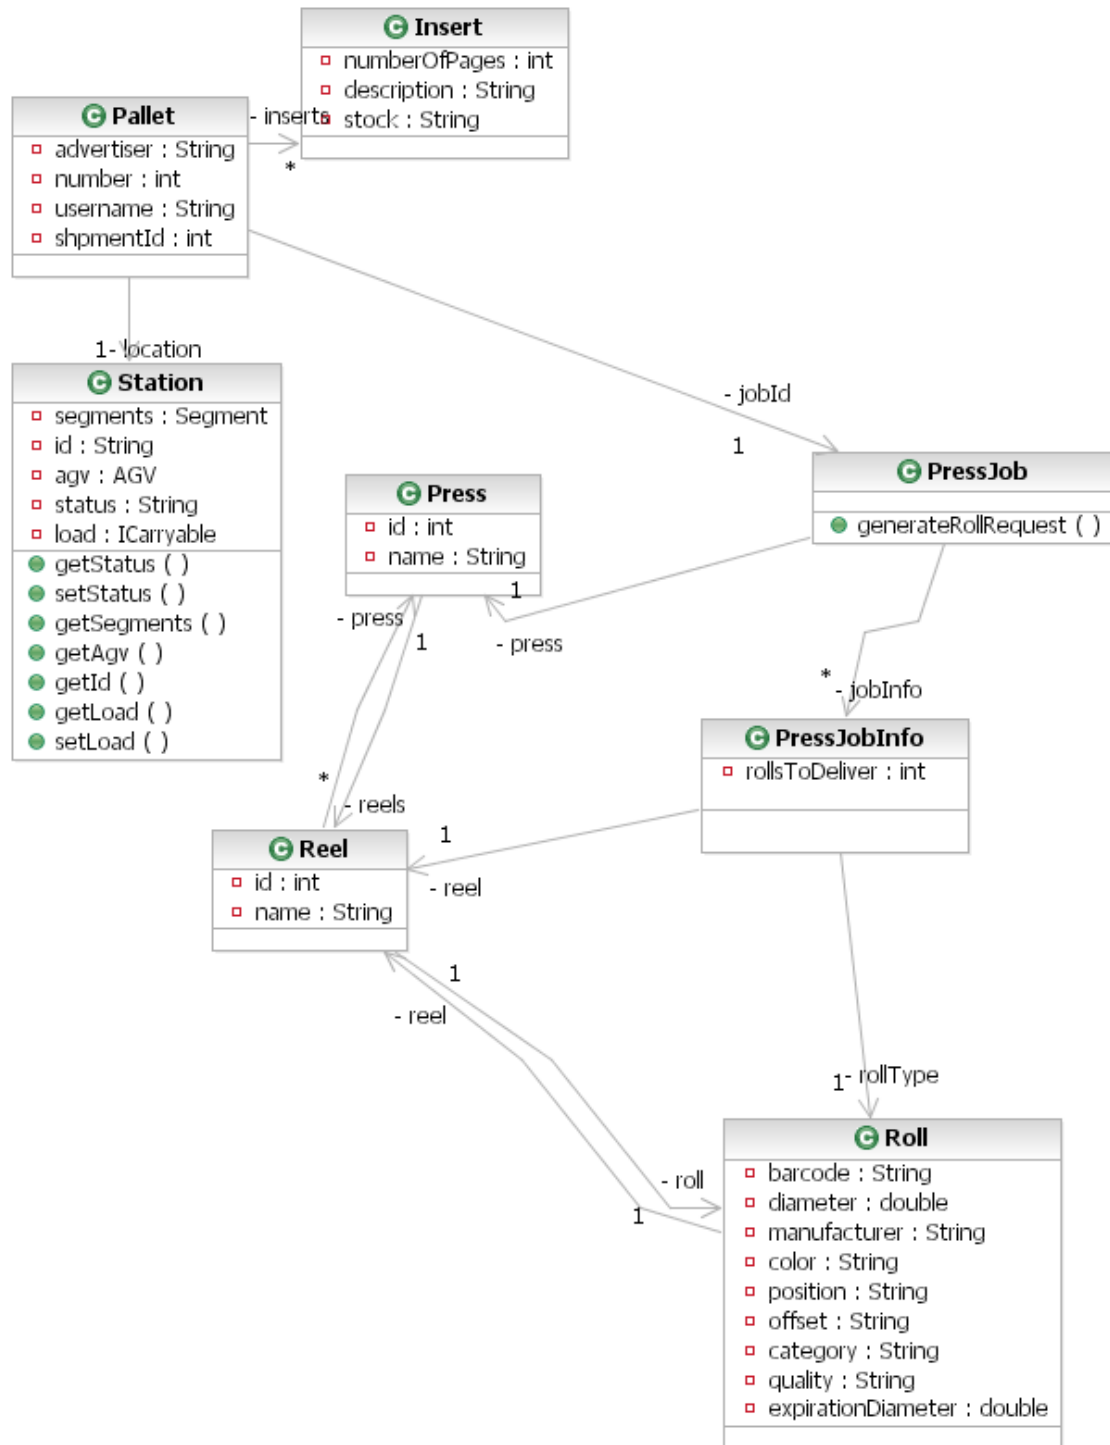 Insert
numberOfPages : int
description : String
stock : String
Pallet
advertiser : String
number : int
username : String
shpmentId : int
- inserts
*
1
- location
Station
segments : Segment
id : String
agv : AGV
status : String
load : ICarryable
getStatus ( )
setStatus ( )
getSegments ( )
getAgv ( )
getId ( )
getLoad ( )
setLoad ( )
- jobId
1
PressJob
generateRollRequest ( )
Press
id : int
name : String
1
- press
- press
1
*
- jobInfo
PressJobInfo
rollsToDeliver : int
*
- reels
Reel
id : int
name : String
1
- reel
1
- reel
1
- rollType
- roll
1
Roll
barcode : String
diameter : double
manufacturer : String
color : String
position : String
offset : String
category : String
quality : String
expirationDiameter : double